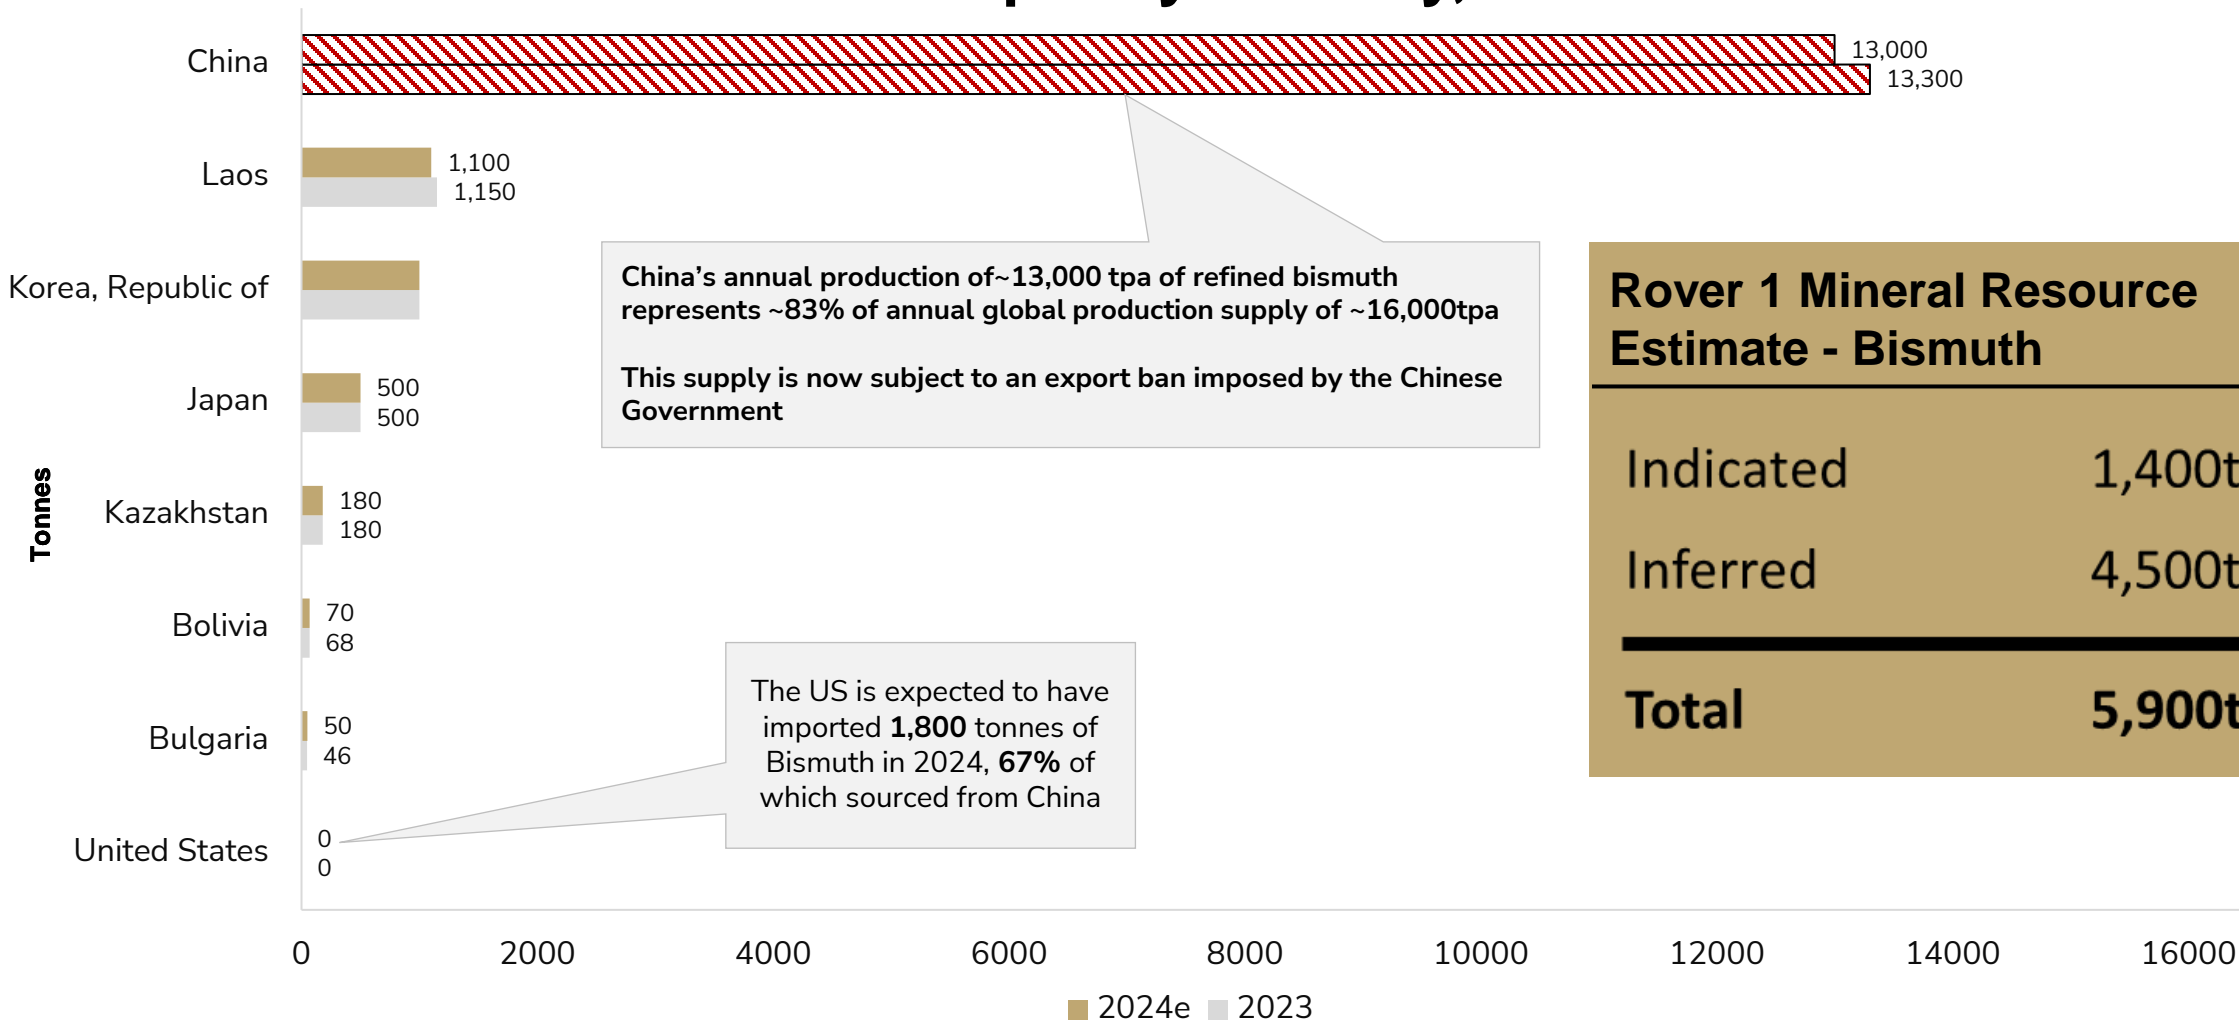 China
13,000
13,300
Laos
1,100
1,150
Korea, Republic of
China’s annual production of~13,000 tpa of refined bismuth
represents ~83% of annual global production supply of ~16,000tpa
This supply is now subject to an export ban imposed by the Chinese
Government
Rover 1 Mineral Resource
Estimate - Bismuth
Indicated 1,400t
Inferred 4,500t
Total 5,900t
Japan
500
500
Tonnes
Kazakhstan
180
180
Bolivia
70
68
Bulgaria
50
46
The US is expected to have
imported 1,800 tonnes of
Bismuth in 2024, 67% of
which sourced from China
United States
0
0
0 2000 4000 6000 8000 10000 12000 14000 16000
2024e 2023